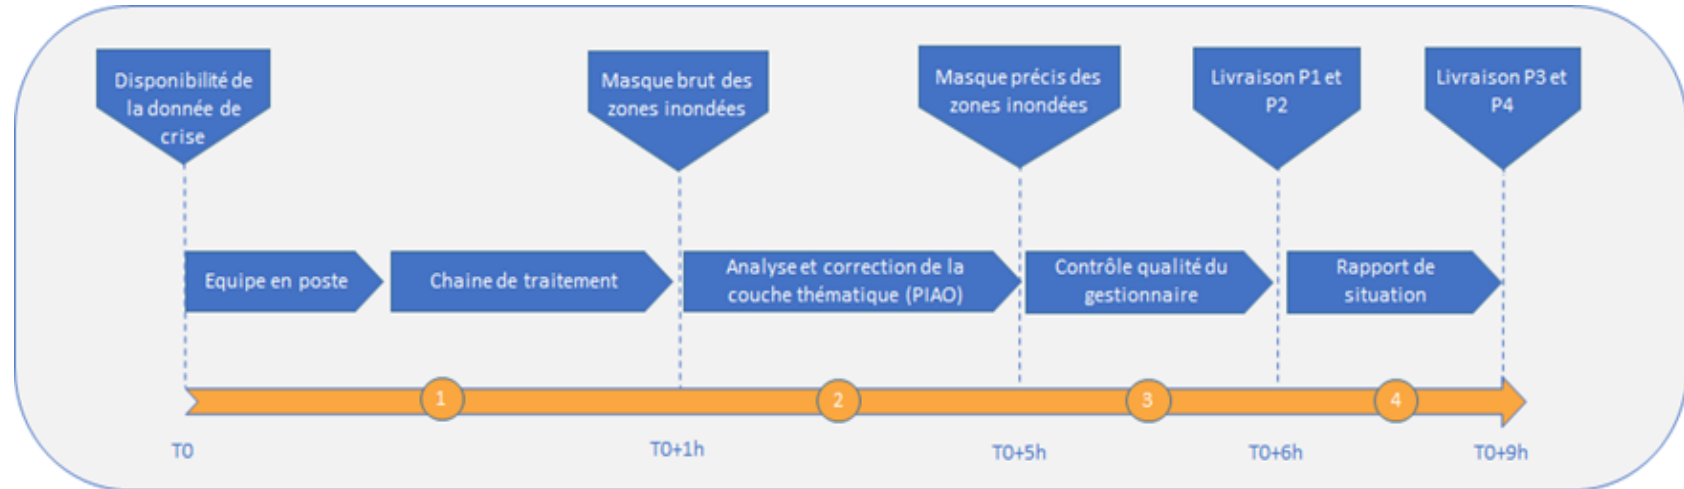 Disponibilité de
la donnée de
crise
Masque brut des
zones inondées
Masque précis des
zones inondées
Livraison P1 et
P2
Livraison P3 et
P4
Equipe en poste
Chaine de traitement
Analyse et correction de la
couche thématique (PIAO)
Contrôle qualité du
gestionnaire
Rapport de
situation
1
2
3
4
T0
T0+1h
T0+5h
T0+6h
T0+9h